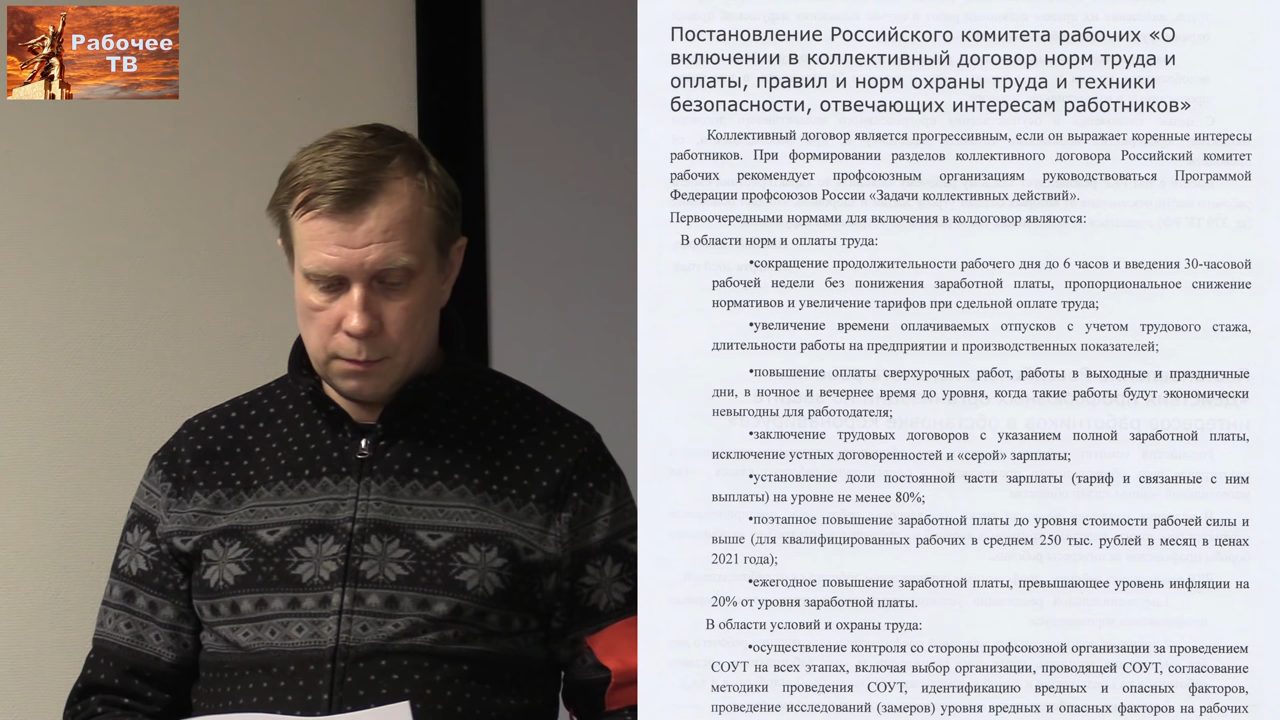 Рабочее
ТВ
Постановление Российского комитета рабочих «О
включении в коллективный договор норм труда и
оплаты, правил и норм охраны труда и техники
безопасности, отвечающих интересам работников»
Коллективный договор является прогрессивным, если он выражает коренные интересы
работников. При формировании разделов коллективного договора Российский комитет
рабочих рекомендует профсоюзным организациям руководствоваться Программой
Федерации профсоюзов России «Задачи коллективных действий».
Первоочередными нормами для включения в колдоговор являются:
В области норм и оплаты труда:
•сокращение продолжительности рабочего дня до 6 часов и введения 30-часовой
рабочей недели без понижения заработной платы, пропорциональное снижение
нормативов и увеличение тарифов при сдельной оплате труда;
•увеличение времени оплачиваемых отпусков с учетом трудового стажа,
длительности работы на предприятии и производственных показателей;
•повышение оплаты сверхурочных работ, работы в выходные и праздничные
дни, в ночное и вечернее время до уровня, когда такие работы будут экономически
невыгодны для работодателя;
•заключение трудовых договоров с указанием полной заработной платы,
исключение устных договоренностей и «серой» зарплаты;
•установление доли постоянной части зарплаты (тариф и связанные с ним
выплаты) на уровне не менее 80%;
•поэтапное повышение заработной платы до уровня стоимости рабочей силы и
выше (для квалифицированных рабочих в среднем 250 тыс. рублей в месяц в ценах
2021 года);
•ежегодное повышение заработной платы, превышающее уровень инфляции на
20% от уровня заработной платы.
В области условий и охраны труда:
•осуществление контроля со стороны профсоюзной организации за проведением
СОУТ на всех этапах, включая выбор организации, проводящей СОУТ, согласование
методики проведения СОУТ, идентификацию вредных и опасных факторов,
проведение исследований (замеров) уровня вредных и опасных факторов на рабочих